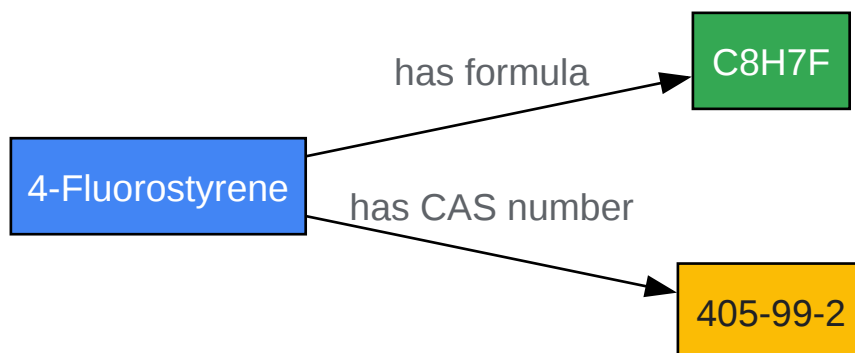 C8H7F
has formula
4-Fluorostyrene
has CAS number
405-99-2